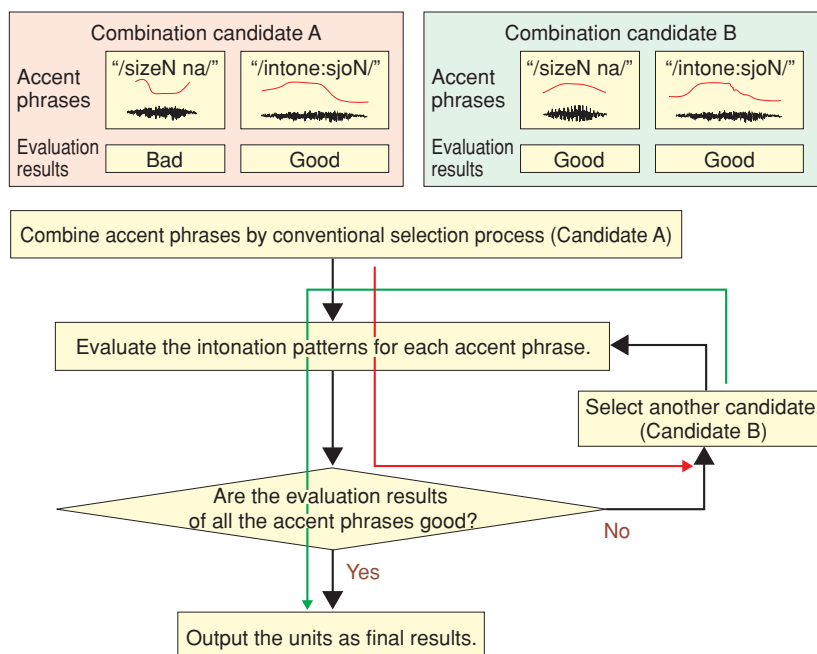 Combination candidate A
Accent
phrases
“/sizeN na/”
“/intone:sjoN/”
Evaluation
results
Bad
Good
Combination candidate B
Accent
phrases
“/sizeN na/”
“/intone:sjoN/”
Evaluation
results
Good
Good
Combine accent phrases by conventional selection process (Candidate A)
Evaluate the intonation patterns for each accent phrase.
Select another candidate
(Candidate B)
Are the evaluation results
of all the accent phrases good?
No
Yes
Output the units as final results.